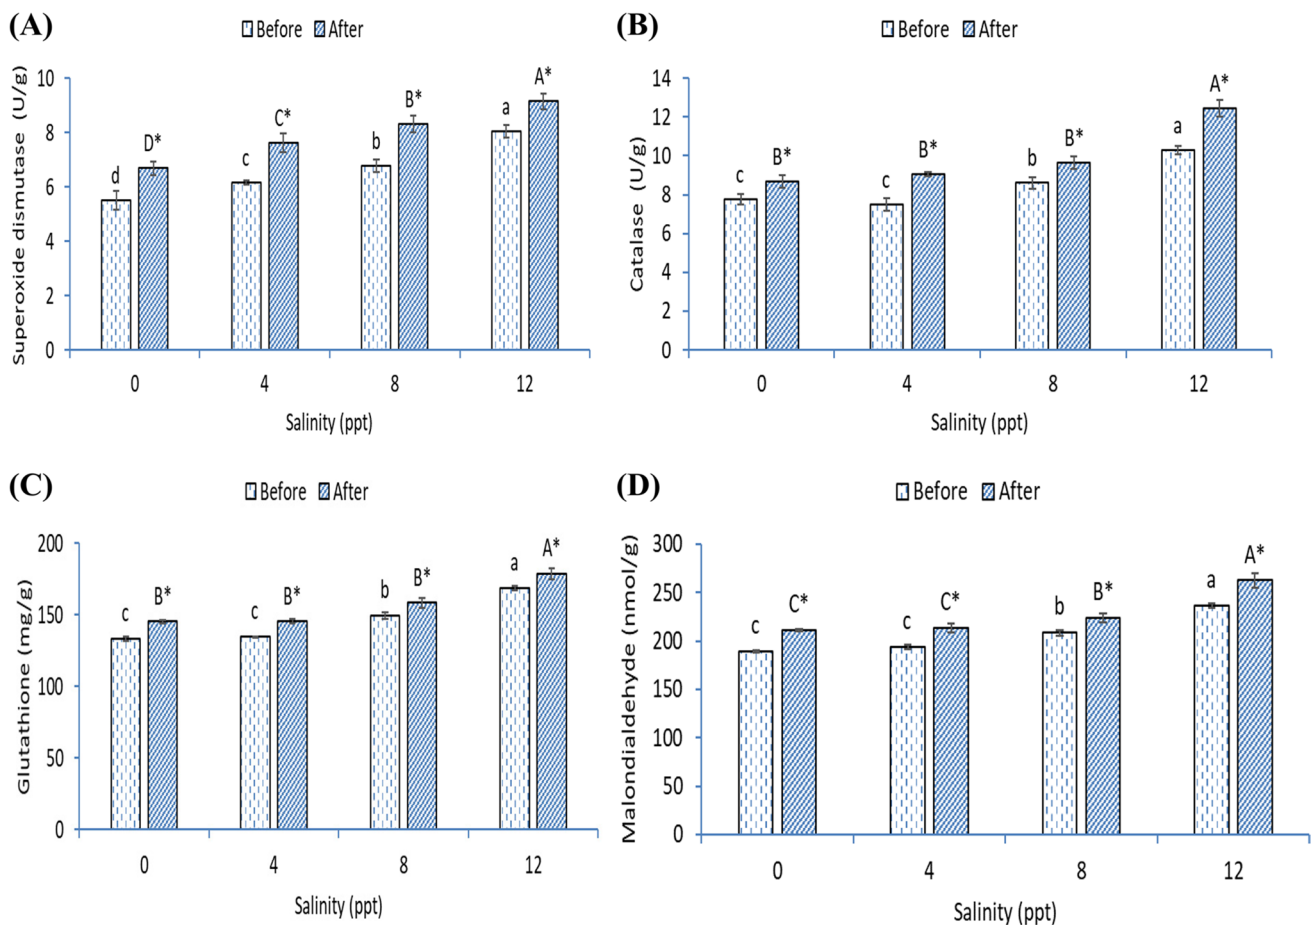 (A)
Before After
Superoxide dismutase (U/g)
10
8
6
4
2
0
d D* c C* b B* a A*
0 4 8 12
Salinity (ppt)
(B)
Before After
Catalase (U/g)
14
12
10
8
6
4
2
0
c B* c B* b B* a A*
0 4 8 12
Salinity (ppt)
(C)
Before After
Glutathione (mg/g)
200
150
100
50
0
c B* c B* b B* a A*
0 4 8 12
Salinity (ppt)
(D)
Before After
Malondialdehyde (nmol/g)
300
250
200
150
100
50
0
c C* c C* b B* a A*
0 4 8 12
Salinity (ppt)